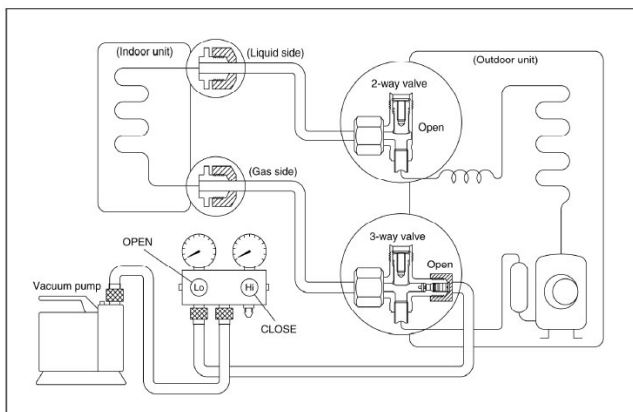 (Indoor unit)
(Liquid side)
2-way valve
(Outdoor unit)
Open
(Gas side)
3-way valve
Open
OPEN
Vacuum pump
Lo
Hi
CLOSE